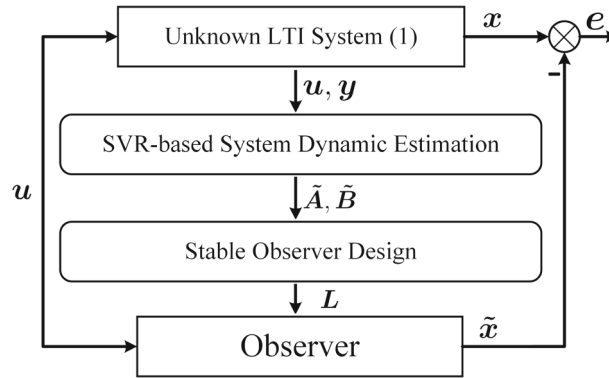 Unknown LTI System (1)
x
e
-
u, y
SVR-based System Dynamic Estimation
u
Ã, B̃
Stable Observer Design
L
Observer
x̃